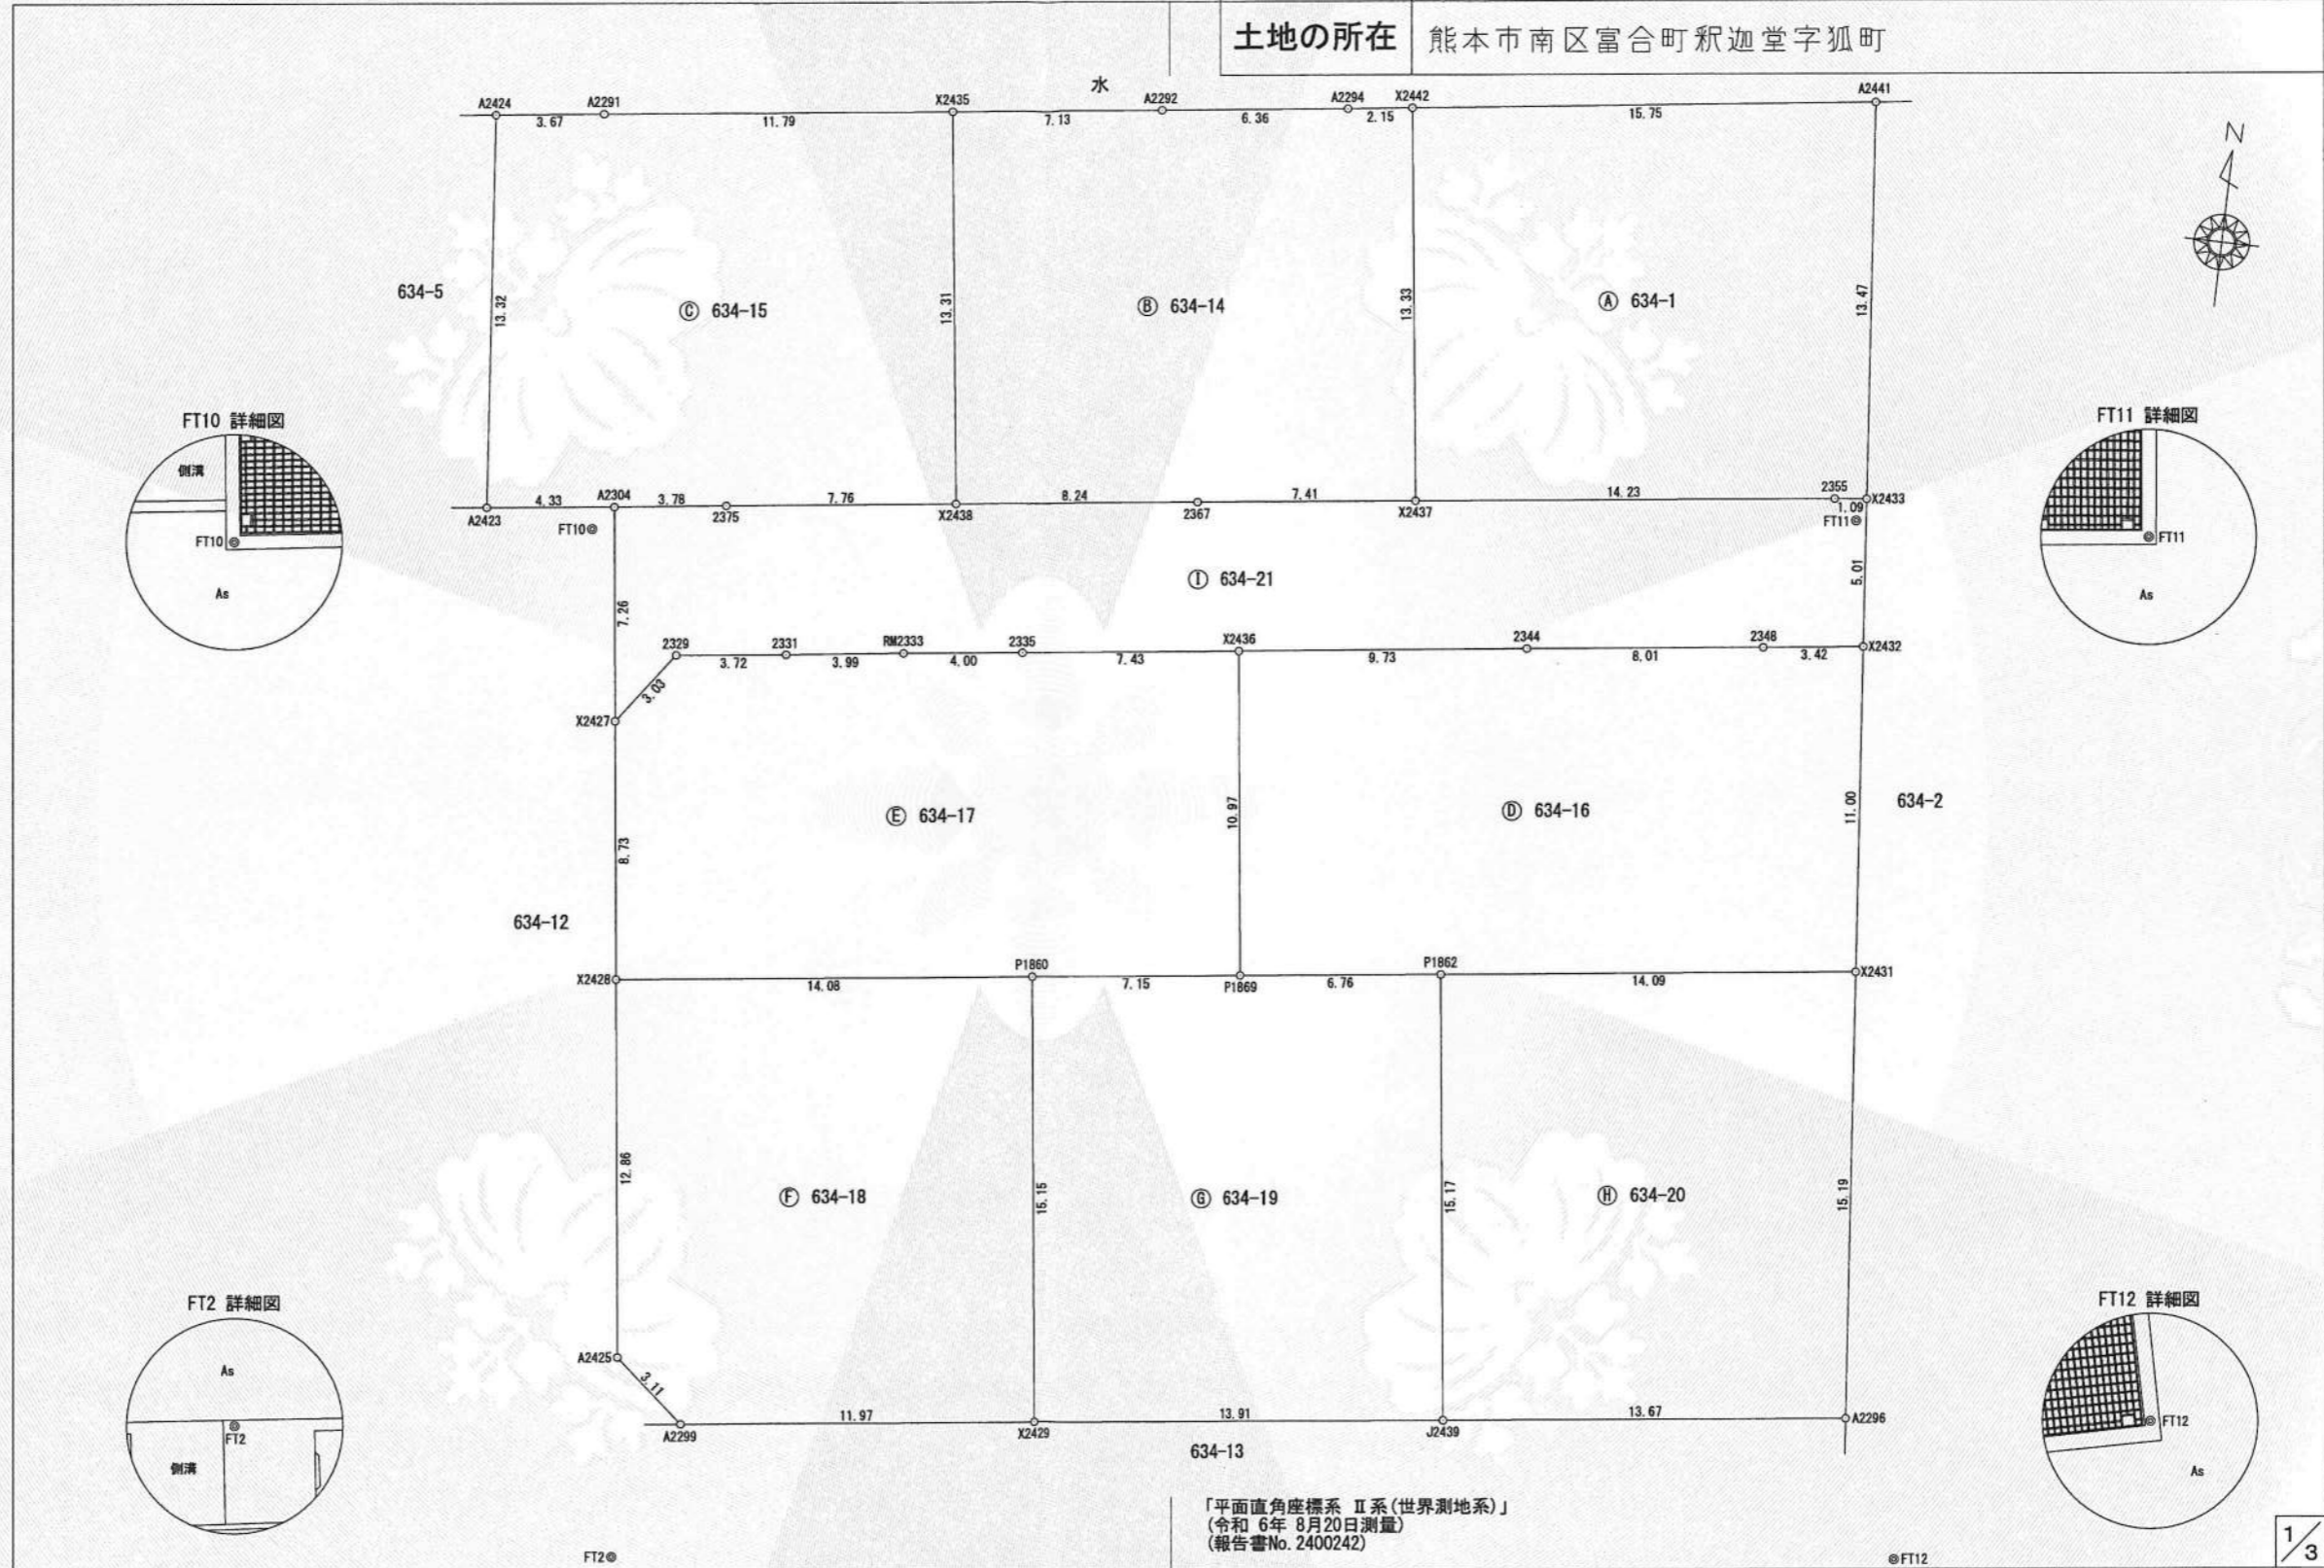 土地の所在 熊本市南区富合町釈迦堂字狐町
水
A2424 A2291 X2435 A2292 A2294 X2442 A2441
3.67 11.79 7.13 6.36 2.15 15.75
N
634-5
13.32
Ⓒ 634-15
13.31
Ⓑ 634-14
13.33
Ⓐ 634-1
13.47
FT10 詳細図
側溝
FT10
As
FT11 詳細図
FT11
As
4.33 A2304 3.78 7.76 8.24 7.41 14.23 2355 X2433
A2423 2375 X2438 2367 X2437 1.09
FT10 FT11
7.26
Ⓘ 634-21
5.01
2329 2331 RM2333 2335 X2436 2344 2348 X2432
3.72 3.99 4.00 7.43 9.73 8.01 3.42
3.03
X2427
8.73
Ⓔ 634-17
10.97
Ⓓ 634-16
11.00
634-2
634-12
X2428 P1860 P1862 X2431
14.08 7.15 P1869 6.76 14.09
12.86
Ⓕ 634-18
15.15
Ⓖ 634-19
15.17
Ⓗ 634-20
15.19
FT2 詳細図
As
FT2
側溝
FT12 詳細図
FT12
As
A2425
3.11
11.97 13.91 13.67 A2296
A2299 X2429 J2439
634-13
「平面直角座標系 Ⅱ系(世界測地系)」
(令和 6年 8月20日測量)
(報告書No.2400242)
FT2 FT12
1/3